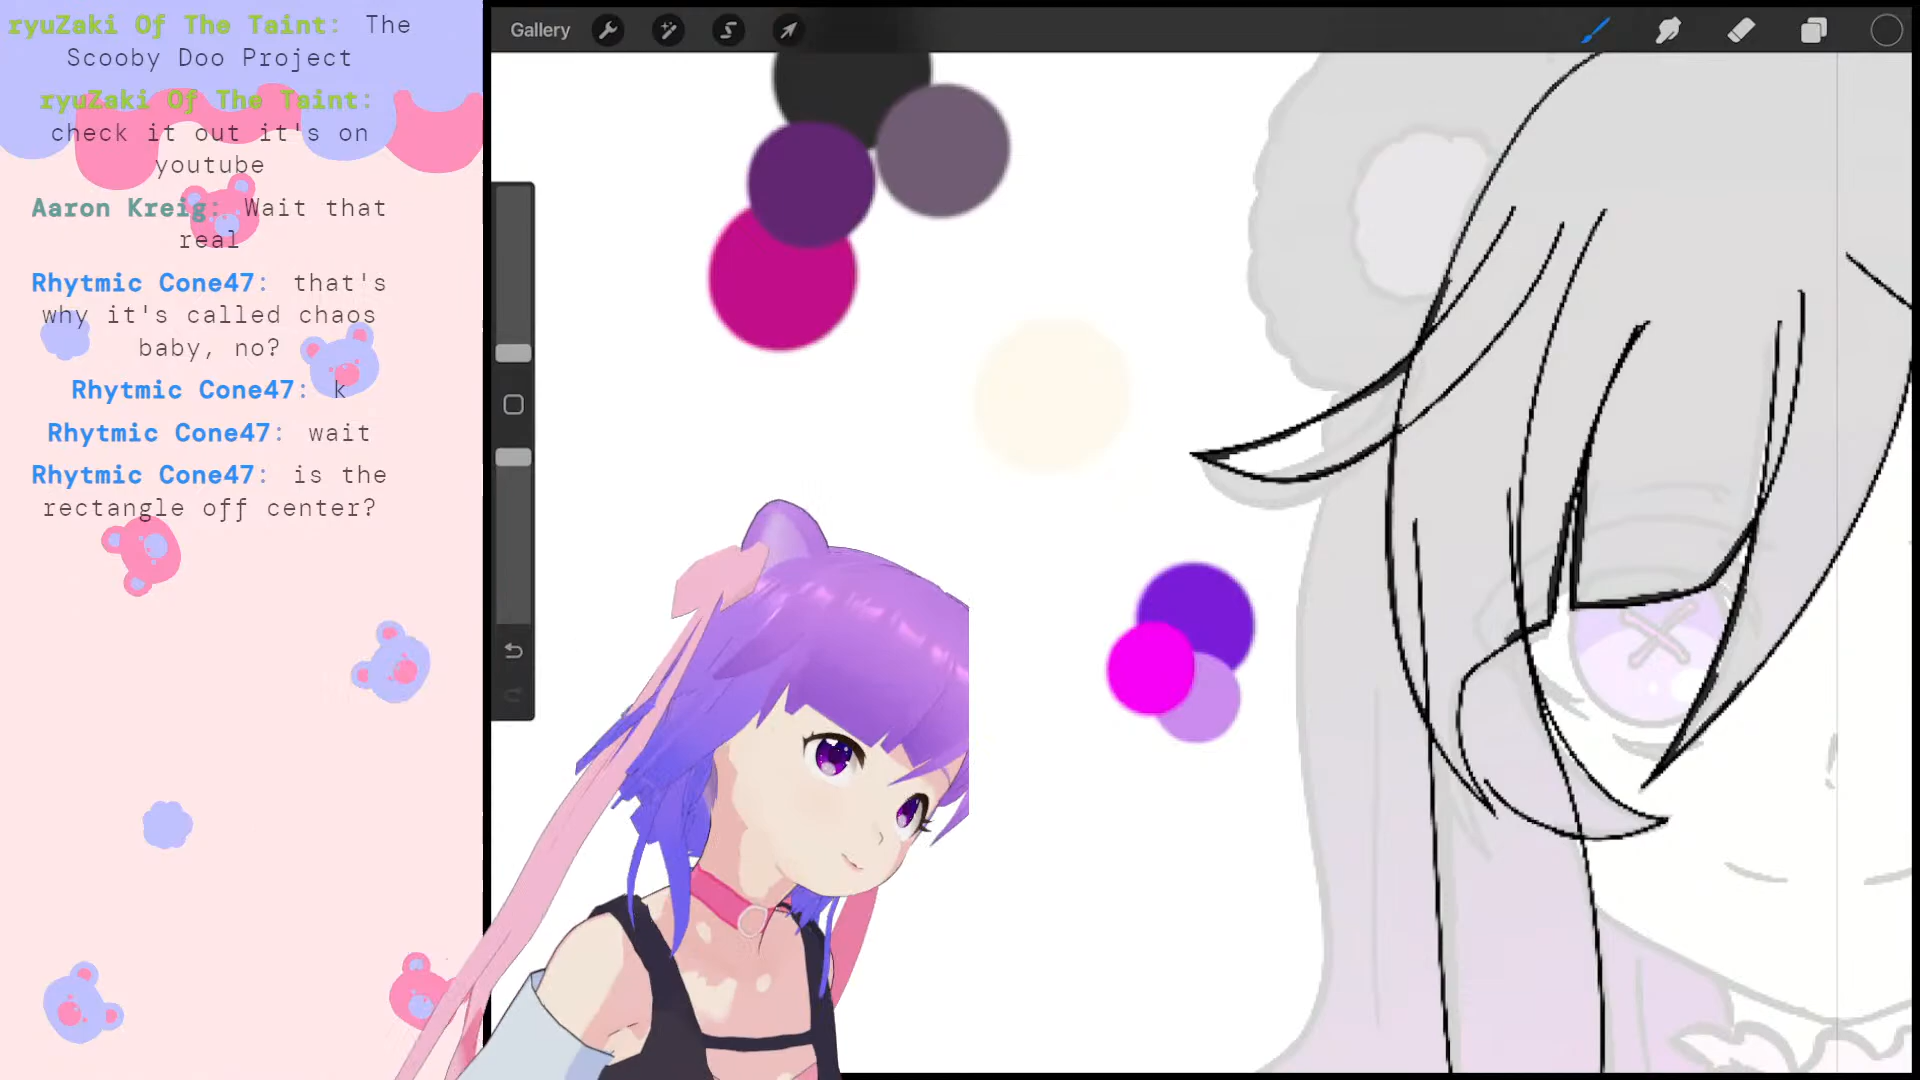 ryuZaki Of The Taint: The
Scooby Doo Project
ryuZaki Of The Taint:
check it out it's on
youtube
Aaron Kreig: Wait that
real
Rhytmic Cone47: that's
why it's called chaos
baby, no?
Rhytmic Cone47: k
Rhytmic Cone47: wait
Rhytmic Cone47: is the
rectangle off center?
Gallery